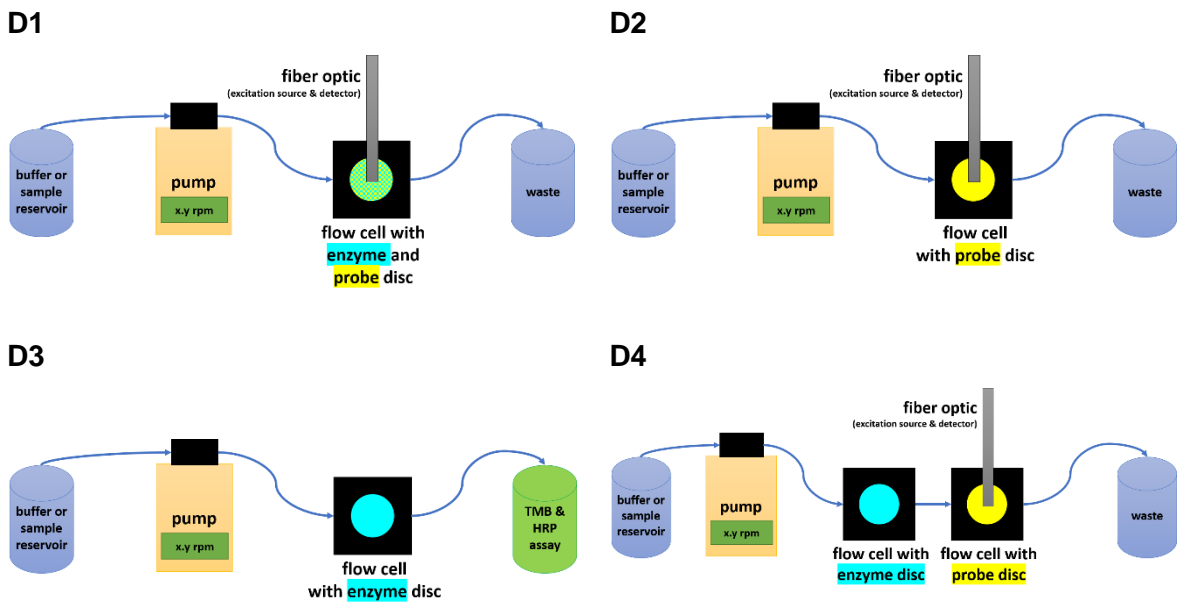 D1
fiber optic
(excitation source & detector)
buffer or
sample
reservoir
pump
x.y rpm
waste
flow cell with
enzyme and
probe disc
D2
fiber optic
(excitation source & detector)
buffer or
sample
reservoir
pump
x.y rpm
waste
flow cell
with probe disc
D3
buffer or
sample
reservoir
pump
x.y rpm
TMB &
HRP
assay
flow cell
with enzyme disc
D4
fiber optic
(excitation source & detector)
buffer or
sample
reservoir
pump
x.y rpm
waste
flow cell with
enzyme disc
flow cell with
probe disc